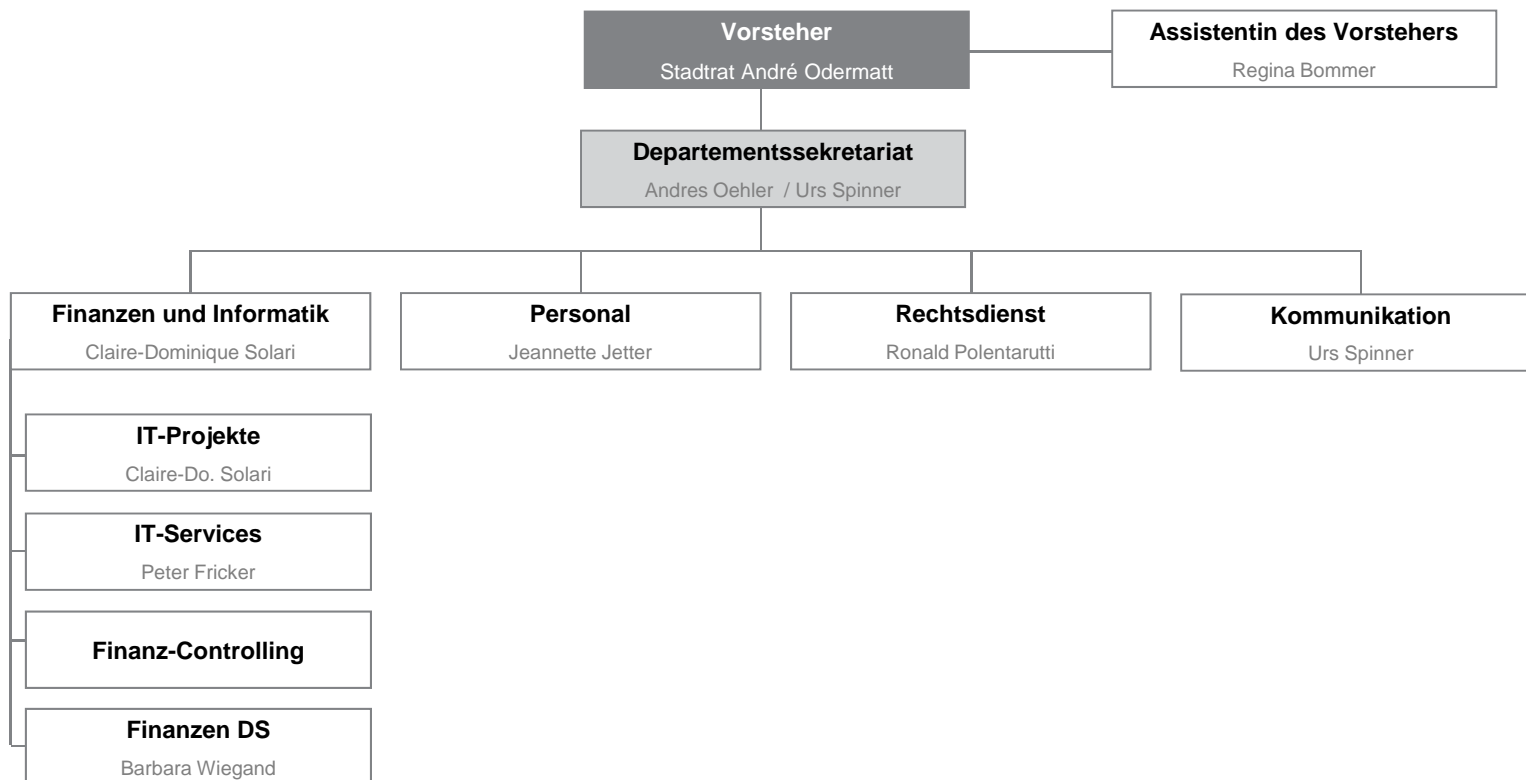 Vorsteher
Stadtrat André Odermatt
Assistentin des Vorstehers
Regina Bommer
Departementssekretariat
Andres Oehler / Urs Spinner
Finanzen und Informatik
Claire-Dominique Solari
Personal
Jeannette Jetter
Rechtsdienst
Ronald Polentarutti
Kommunikation
Urs Spinner
IT-Projekte
Claire-Do. Solari
IT-Services
Peter Fricker
Finanz-Controlling
Finanzen DS
Barbara Wiegand